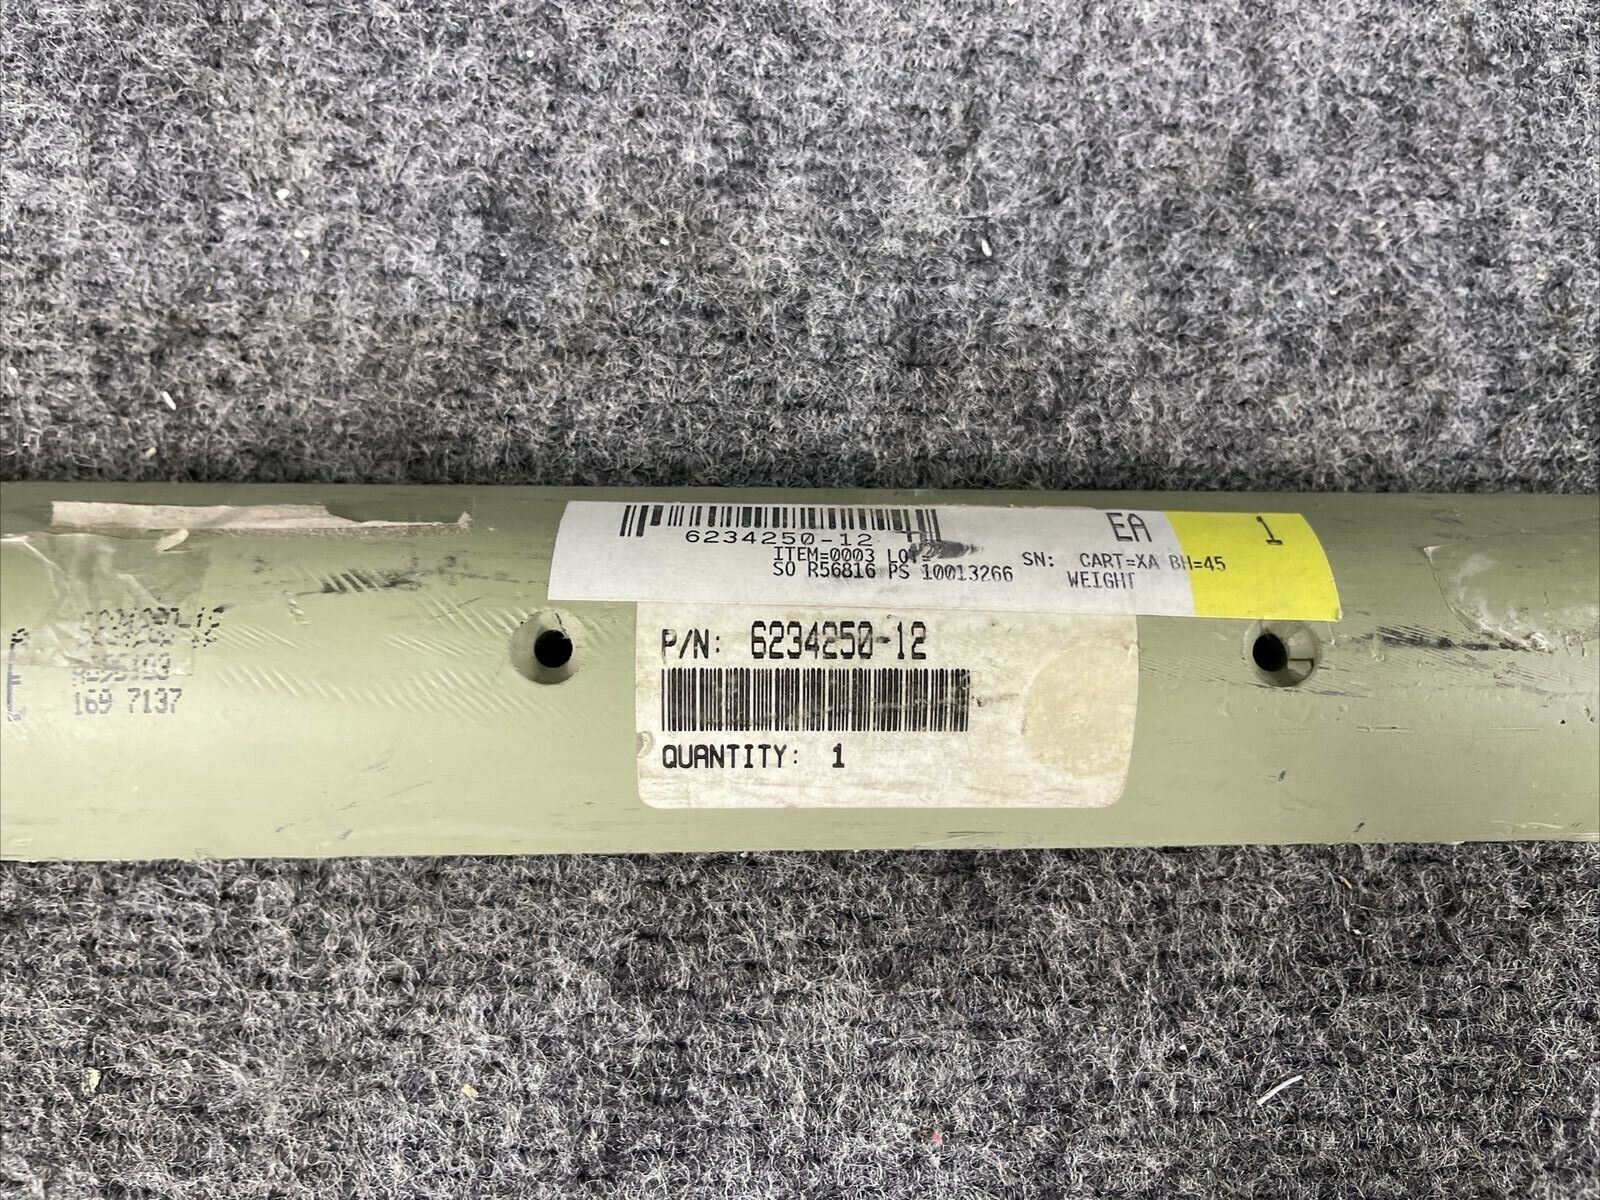 6234250-12
EA
1
ITEM=0003
SO R56816 PS 10013266
SN: CART=XA BH=45
WEIGHT
P/N: 6234250-12
QUANTITY: 1
169 7137